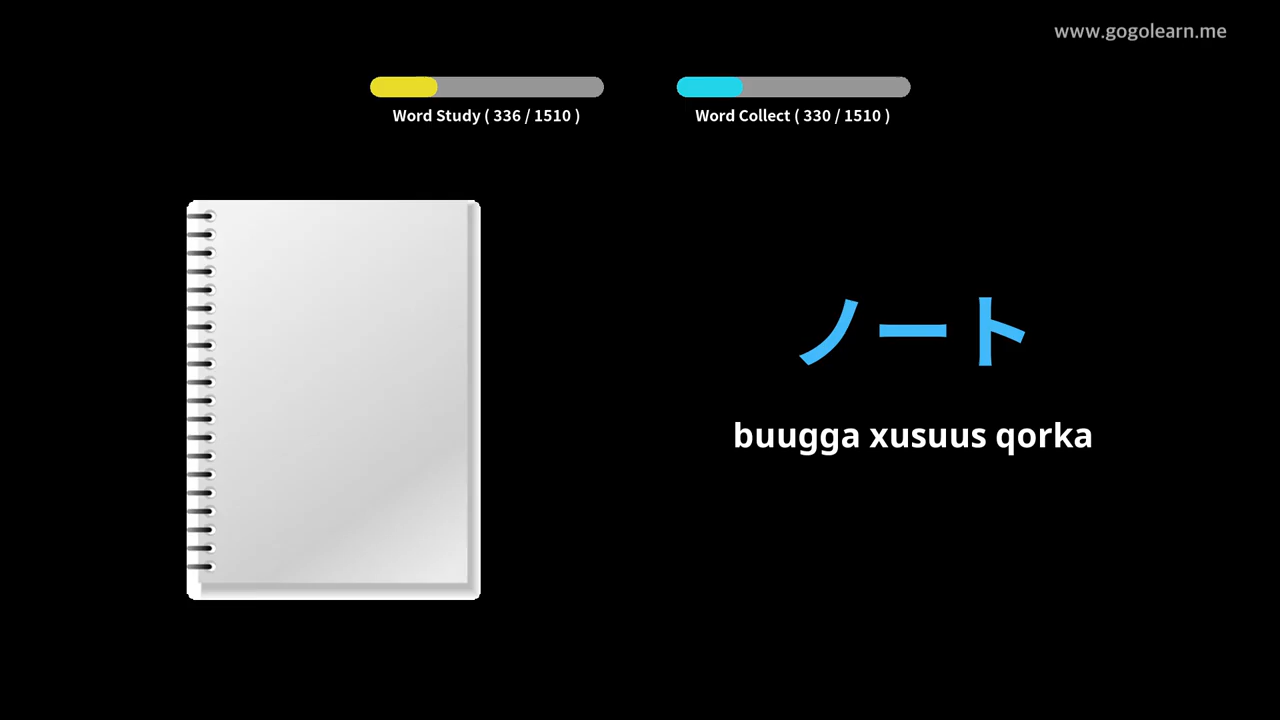 www.gogolearn.me
Word Study ( 336 / 1510 )
Word Collect ( 330 / 1510 )
ノート
buugga xusuus qorka